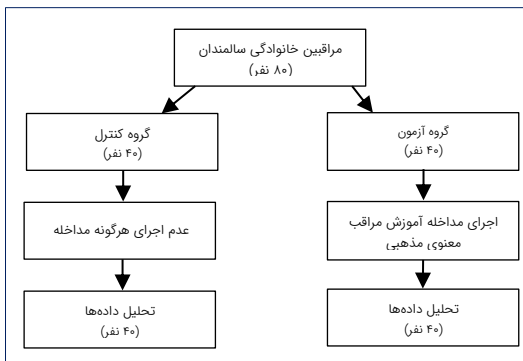 مراقبین خانوادگی سالمندان
(۸۰ نفر)
گروه آزمون
(۴۰ نفر)
گروه کنترل
(۴۰ نفر)
اجرای مداخله آموزش مراقب
معنوی مذهبی
عدم اجرای هرگونه مداخله
تحلیل داده‌ها
(۴۰ نفر)
تحلیل داده‌ها
(۴۰ نفر)